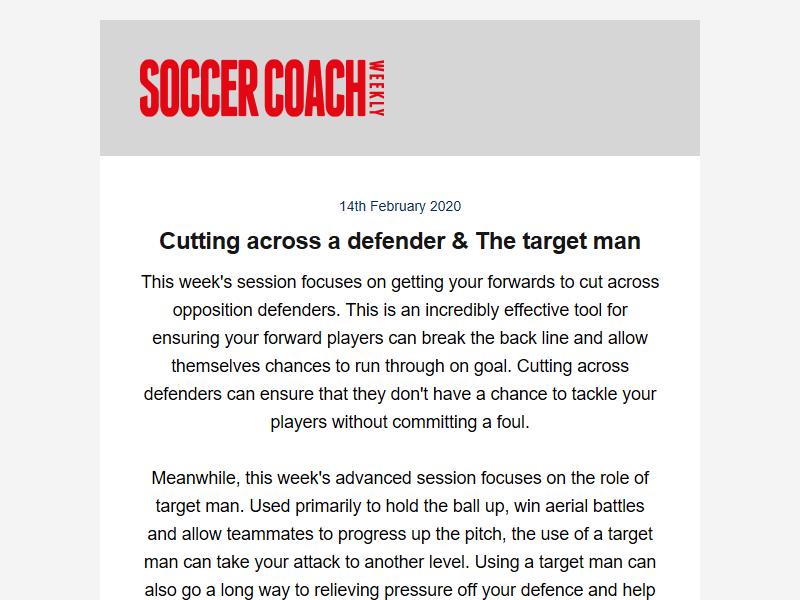 SOCCER COACH WEEKLY
14th February 2020
Cutting across a defender & The target man
This week's session focuses on getting your forwards to cut across
opposition defenders. This is an incredibly effective tool for
ensuring your forward players can break the back line and allow
themselves chances to run through on goal. Cutting across
defenders can ensure that they don't have a chance to tackle your
players without committing a foul.
Meanwhile, this week's advanced session focuses on the role of
target man. Used primarily to hold the ball up, win aerial battles
and allow teammates to progress up the pitch, the use of a target
man can take your attack to another level. Using a target man can
also go a long way to relieving pressure off your defence and help